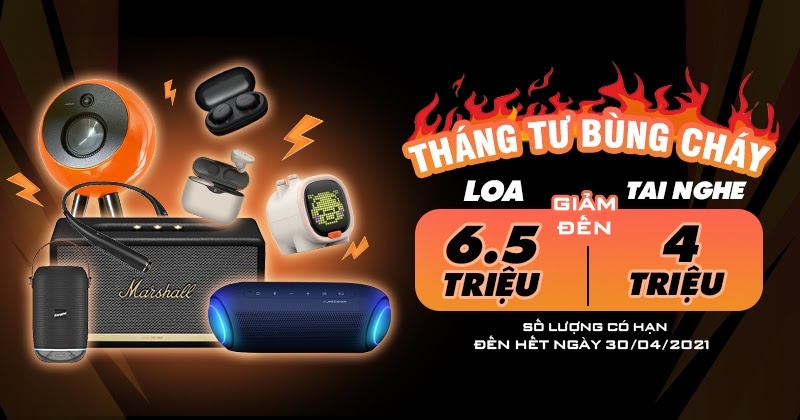 THÁNG TƯ BÙNG CHÁY
LOA
GIẢM ĐẾN
TAI NGHE
6.5 TRIỆU
4 TRIỆU
SỐ LƯỢNG CÓ HẠN
ĐẾN HẾT NGÀY 30/04/2021
Marshall
Energizer